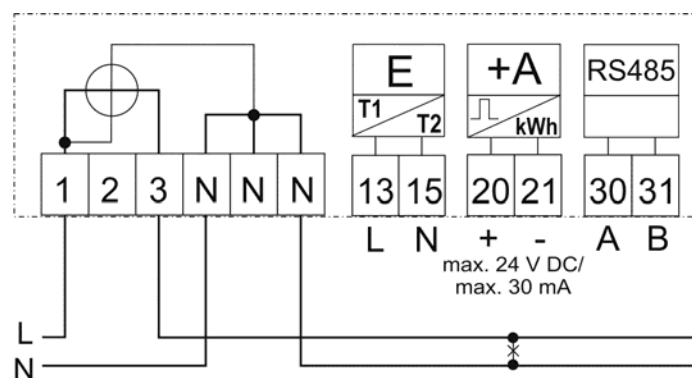 E +A RS485
T1 T2 kWh
1 2 3 N N N 13 15 20 21 30 31
L N + - A B
max. 24 V DC/
max. 30 mA
L
N